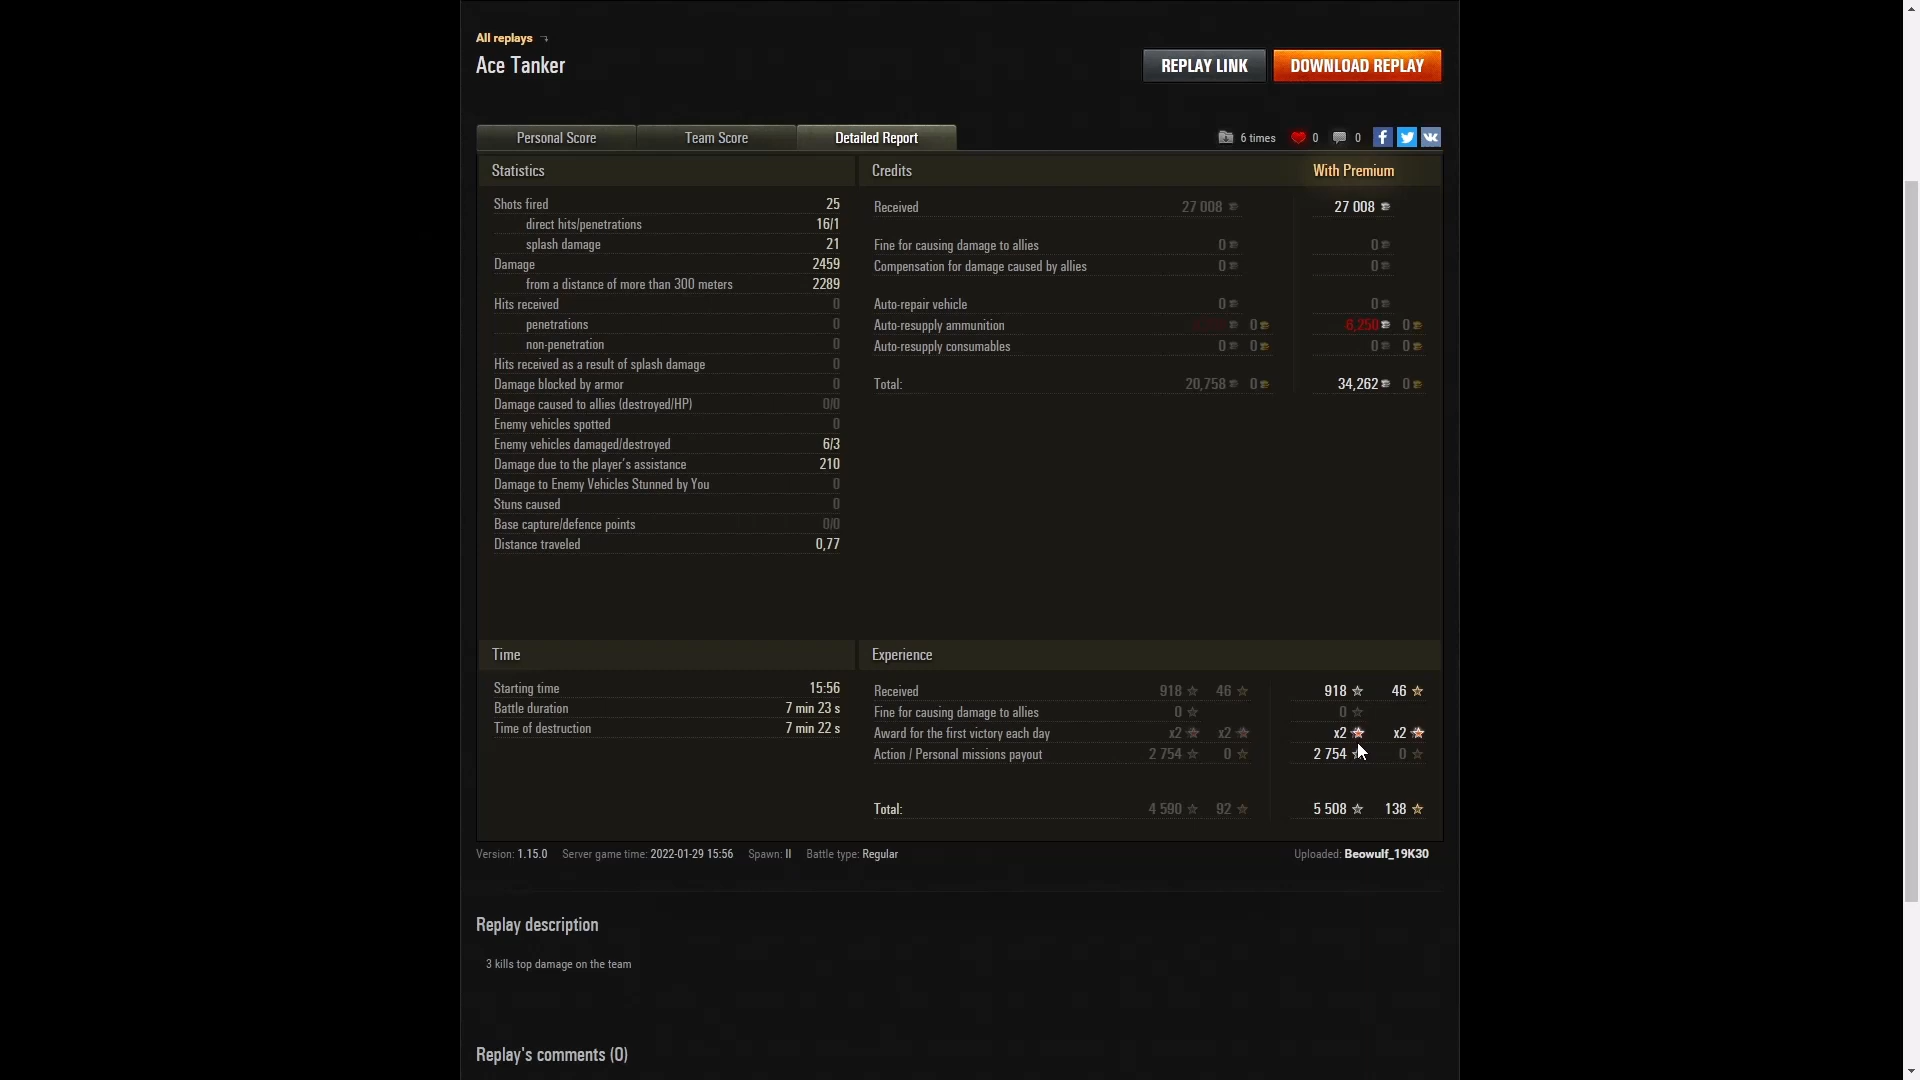 All replays
Ace Tanker
REPLAY LINK
DOWNLOAD REPLAY
Personal Score
Team Score
Detailed Report
6 times
0
0
Statistics
Credits
With Premium
Shots fired 25
direct hits/penetrations 16/1
splash damage 21
Damage 2459
from a distance of more than 300 meters 2289
Hits received 0
penetrations 0
non-penetration 0
Hits received as a result of splash damage 0
Damage blocked by armor 0
Damage caused to allies (destroyed/HP) 0/0
Enemy vehicles spotted 0
Enemy vehicles damaged/destroyed 6/3
Damage due to the player's assistance 210
Damage to Enemy Vehicles Stunned by You 0
Stuns caused 0
Base capture/defence points 0/0
Distance traveled 0,77
Received 27 008 27 008
Fine for causing damage to allies 0 0
Compensation for damage caused by allies 0 0
Auto-repair vehicle 0 0
Auto-resupply ammunition 0 6,250 0
Auto-resupply consumables 0 0 0 0
Total: 20,758 0 34,262 0
Time
Starting time 15:56
Battle duration 7 min 23 s
Time of destruction 7 min 22 s
Experience
Received 918 46 918 46
Fine for causing damage to allies 0 0
Award for the first victory each day x2 x2 x2 x2
Action / Personal missions payout 2 754 0 2 754 0
Total: 4 590 92 5 508 138
Version: 1.15.0 Server game time: 2022-01-29 15:56 Spawn: II Battle type: Regular
Uploaded: Beowulf_19K30
Replay description
3 kills top damage on the team
Replay's comments (0)